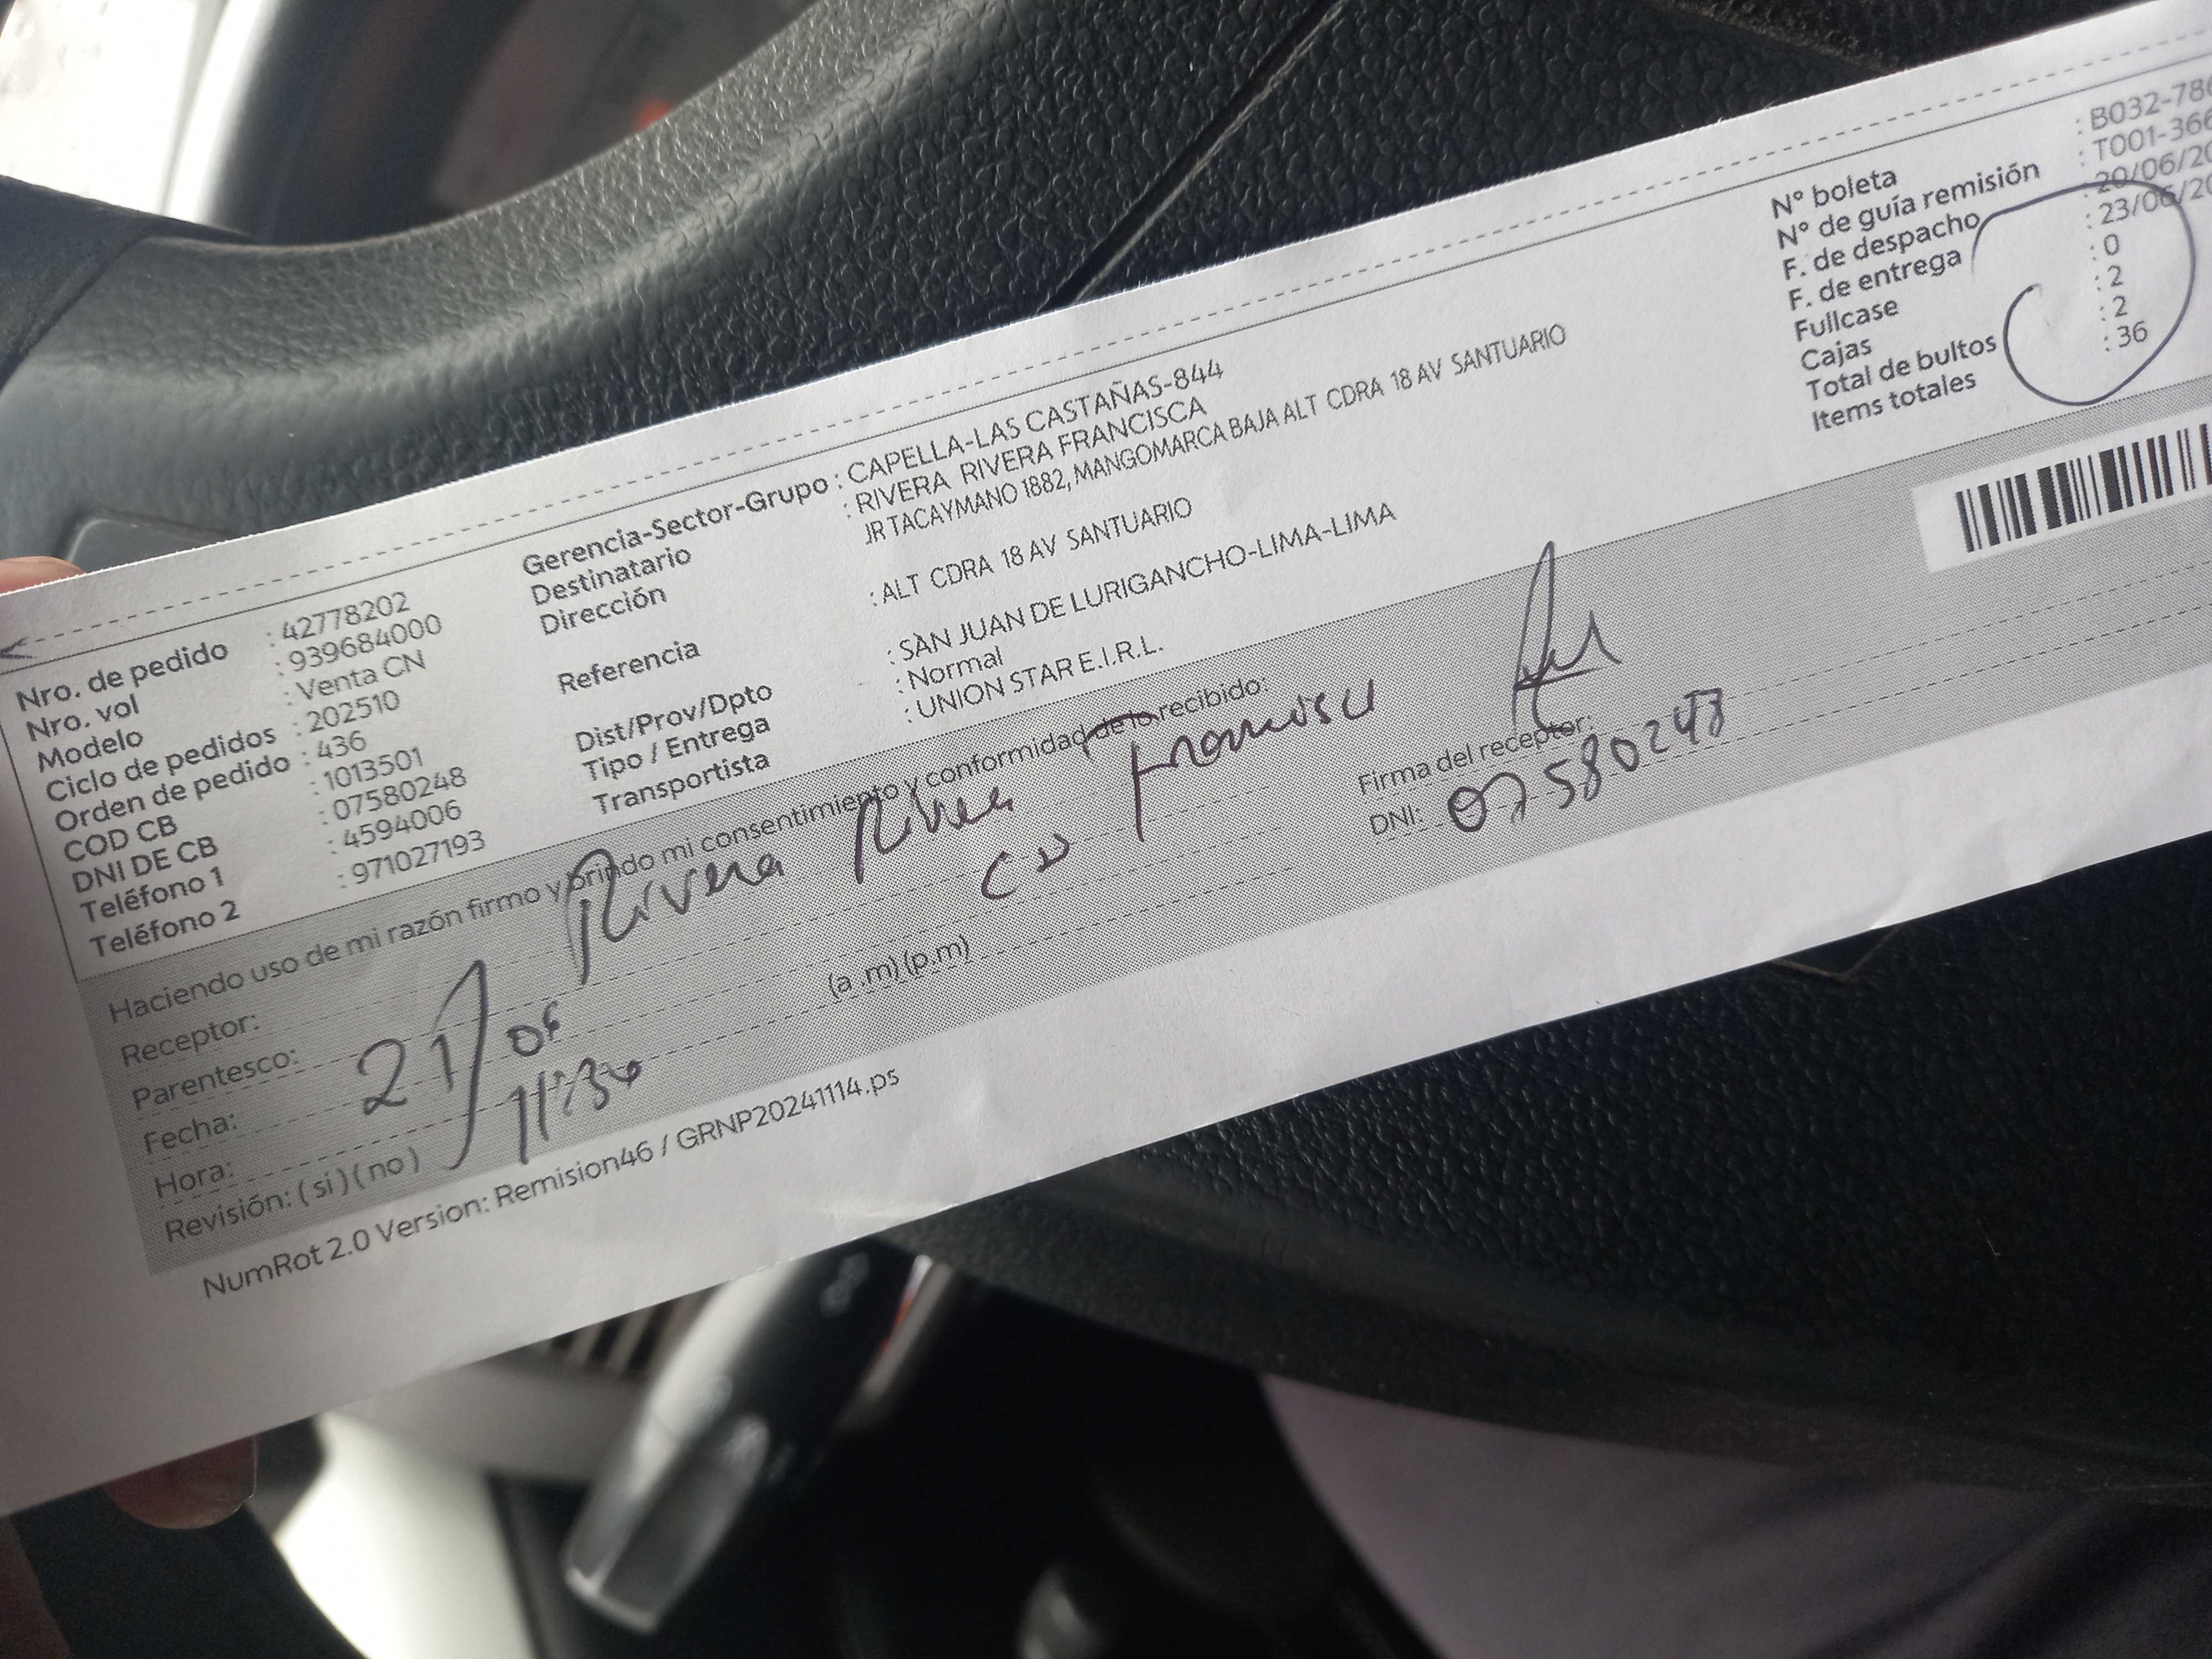 Nro. de pedido : 42778202
Nro. vol : 939684000
Modelo : Venta CN
Ciclo de pedidos : 202510
Orden de pedido : 436
COD CB : 1013501
DNI DE CB : 07580248
Teléfono 1 : 4594006
Teléfono 2 : 971027193
Gerencia-Sector-Grupo : CAPELLA-LAS CASTAÑAS-844
Destinatario : RIVERA RIVERA FRANCISCA
Dirección JR TACAYMANO 1882, MANGOMARCA BAJA ALT CDRA 18 AV SANTUARIO
Referencia : ALT CDRA 18 AV SANTUARIO
Dist/Prov/Dpto : SAN JUAN DE LURIGANCHO-LIMA-LIMA
Tipo / Entrega : Normal
Transportista : UNION STAR E.I.R.L.
N° boleta : B032-786
N° de guía remisión : T001-366
F. de despacho : 20/06/20
F. de entrega : 23/06/20
Fullcase : 0
Cajas : 2
Total de bultos : 2
Items totales : 36
Haciendo uso de mi razón firmo y brindo mi consentimiento y conformidad de lo recibido:
Receptor: Rivera Rivera
Parentesco:
Fecha: 21/06
Hora: 11:30 (a .m) (p.m)
Revisión: ( si ) ( no )
Firma del receptor:
DNI: 07580248
NumRot 2.0 Version: Remision46 / GRNP20241114.ps